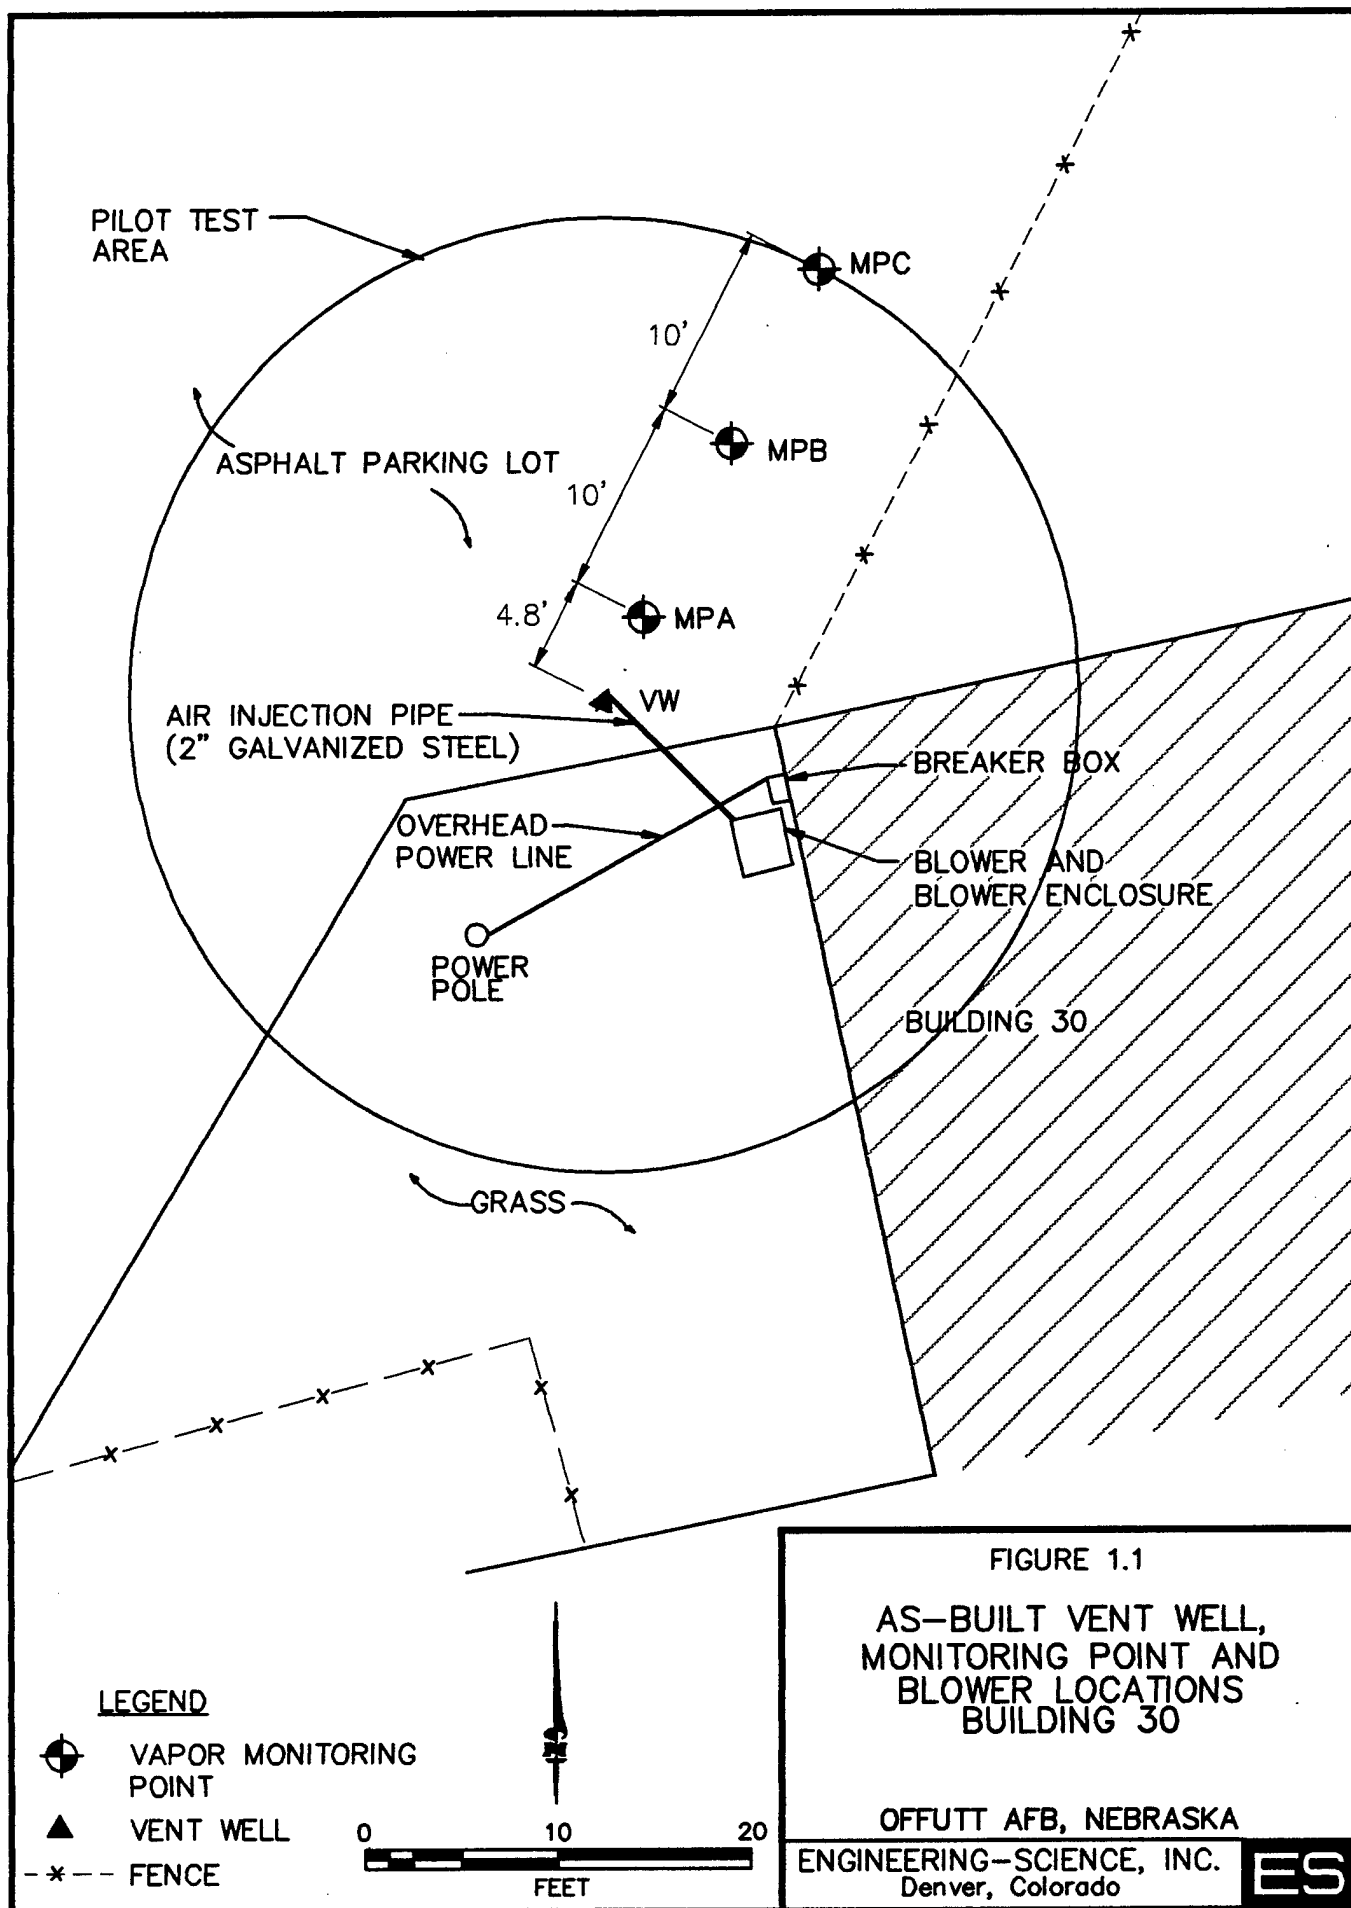 PILOT TEST
AREA
MPC
10'
MPB
ASPHALT PARKING LOT
10'
4.8'
MPA
VW
AIR INJECTION PIPE
(2" GALVANIZED STEEL)
BREAKER BOX
OVERHEAD
POWER LINE
BLOWER AND
BLOWER ENCLOSURE
POWER
POLE
BUILDING 30
GRASS
FIGURE 1.1
AS-BUILT VENT WELL,
MONITORING POINT AND
BLOWER LOCATIONS
BUILDING 30
LEGEND
VAPOR MONITORING
POINT
VENT WELL
FENCE
0 10 20
FEET
OFFUTT AFB, NEBRASKA
ENGINEERING-SCIENCE, INC.
Denver, Colorado
ES